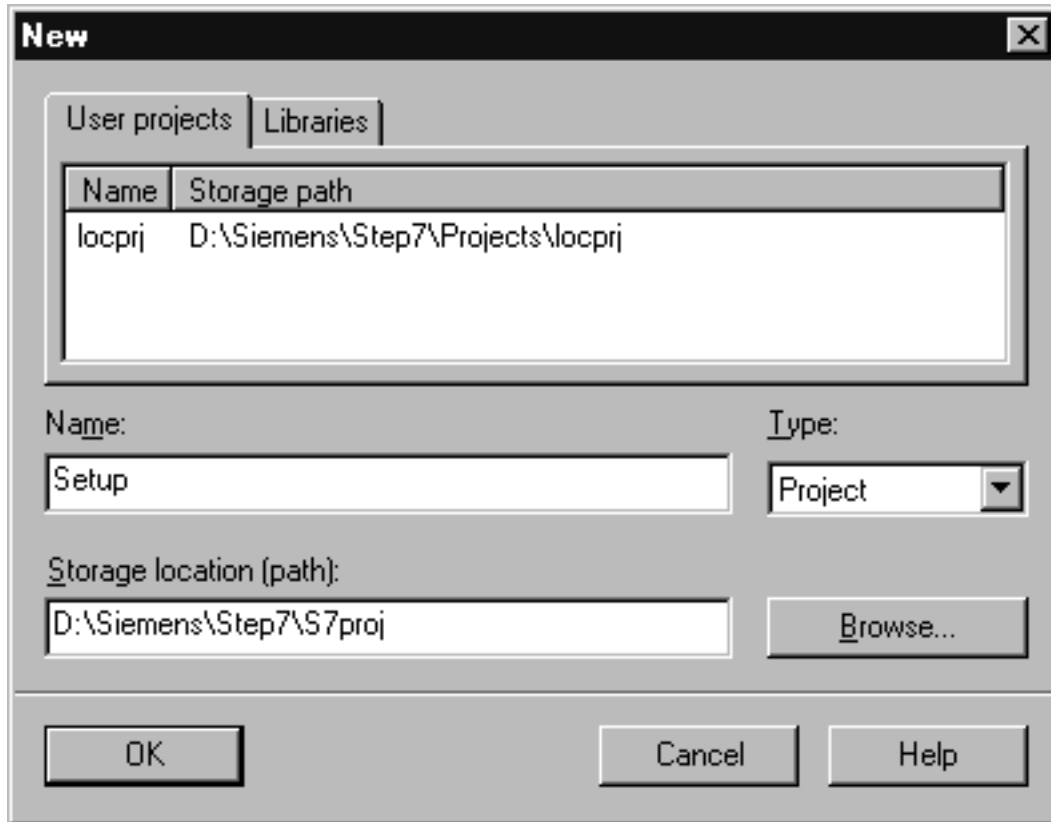 New
User projects Libraries
Name Storage path
locprj D:\Siemens\Step7\Projects\locprj
Name: Type:
Setup Project
Storage location (path):
D:\Siemens\Step7\S7proj Browse...
OK Cancel Help